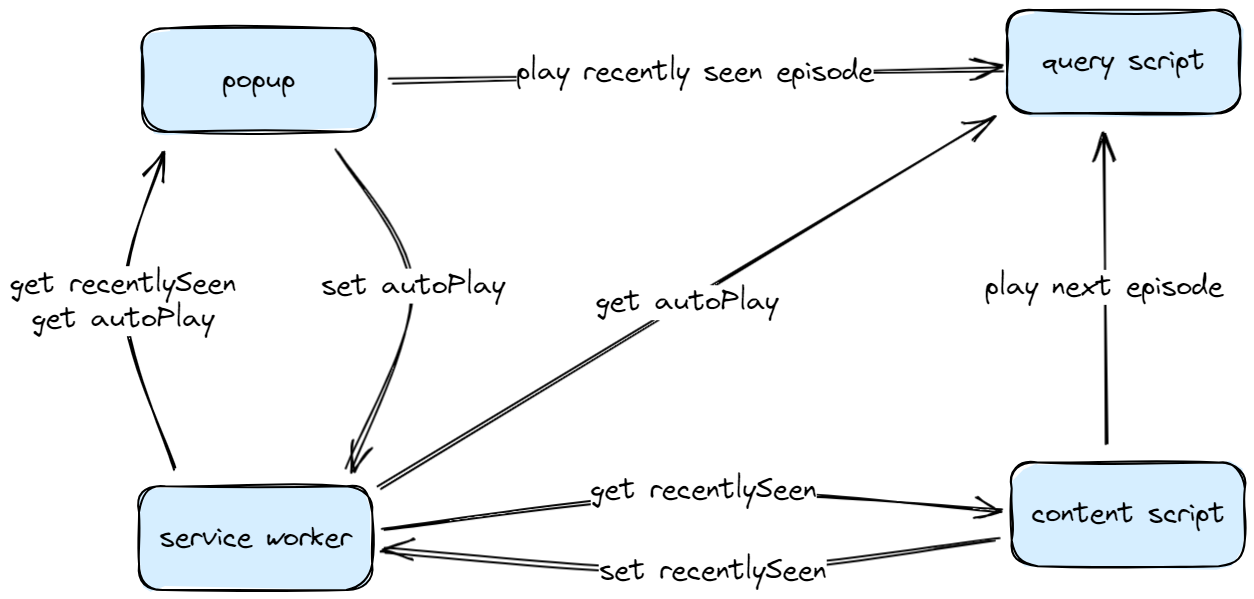 popup
play recently seen episode
query script
get recentlySeen
get autoPlay
set autoPlay
get autoPlay
play next episode
get recentlySeen
content script
service worker
set recentlySeen